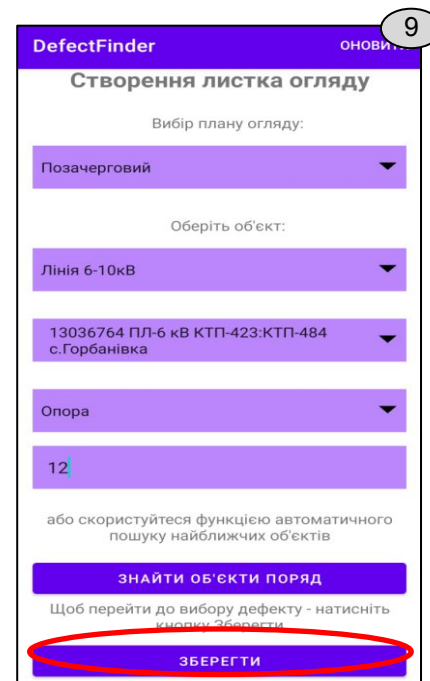 9
DefectFinder ОНОВИТИ
Створення листка огляду
Вибір плану огляду:
Позачерговий
Оберіть об'єкт:
Лінія 6-10кВ
13036764 ПЛ-6 кВ КТП-423:КТП-484
с.Горбанівка
Опора
12
або скористуйтеся функцією автоматичного
пошуку найближчих об'єктів
ЗНАЙТИ ОБ'ЄКТИ ПОРЯД
Щоб перейти до вибору дефекту - натисніть
кнопку Зберегти
ЗБЕРЕГТИ